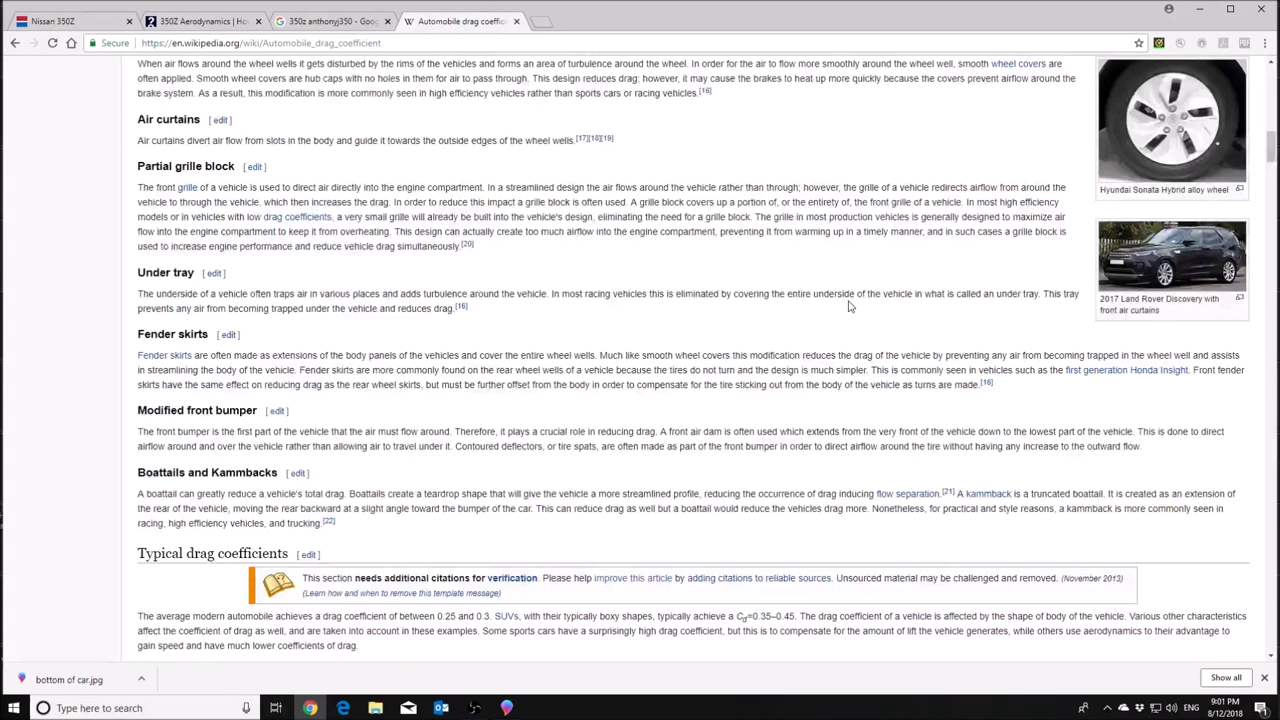 Nissan 350Z
350Z Aerodynamics | Ho
350z anthonyj350 - Goo
Automobile drag coeffici
Secure
https://en.wikipedia.org/wiki/Automobile_drag_coefficient
When air flows around the wheel wells it gets disturbed by the rims of the vehicles and forms an area of turbulence around the wheel. In order for the air to flow more smoothly around the wheel well, smooth wheel covers are
often applied. Smooth wheel covers are hub caps with no holes in them for air to pass through. This design reduces drag; however, it may cause the brakes to heat up more quickly because the covers prevent airflow around the
brake system. As a result, this modification is more commonly seen in high efficiency vehicles rather than sports cars or racing vehicles.[16]
Air curtains [ edit ]
Air curtains divert air flow from slots in the body and guide it towards the outside edges of the wheel wells.[17][18][19]
Partial grille block [ edit ]
The front grille of a vehicle is used to direct air directly into the engine compartment. In a streamlined design the air flows around the vehicle rather than through; however, the grille of a vehicle redirects airflow from around the
vehicle to through the vehicle, which then increases the drag. In order to reduce this impact a grille block is often used. A grille block covers up a portion of, or the entirety of, the front grille of a vehicle. In most high efficiency
models or in vehicles with low drag coefficients, a very small grille will already be built into the vehicle's design, eliminating the need for a grille block. The grille in most production vehicles is generally designed to maximize air
flow into the engine compartment to keep it from overheating. This design can actually create too much airflow into the engine compartment, preventing it from warming up in a timely manner, and in such cases a grille block is
used to increase engine performance and reduce vehicle drag simultaneously.[20]
Hyundai Sonata Hybrid alloy wheel
Under tray [ edit ]
The underside of a vehicle often traps air in various places and adds turbulence around the vehicle. In most racing vehicles this is eliminated by covering the entire underside of the vehicle in what is called an under tray. This tray
prevents any air from becoming trapped under the vehicle and reduces drag.[16]
2017 Land Rover Discovery with
front air curtains
Fender skirts [ edit ]
Fender skirts are often made as extensions of the body panels of the vehicles and cover the entire wheel wells. Much like smooth wheel covers this modification reduces the drag of the vehicle by preventing any air from becoming trapped in the wheel well and assists
in streamlining the body of the vehicle. Fender skirts are more commonly found on the rear wheel wells of a vehicle because the tires do not turn and the design is much simpler. This is commonly seen in vehicles such as the first generation Honda Insight. Front fender
skirts have the same effect on reducing drag as the rear wheel skirts, but must be further offset from the body in order to compensate for the tire sticking out from the body of the vehicle as turns are made.[16]
Modified front bumper [ edit ]
The front bumper is the first part of the vehicle that the air must flow around. Therefore, it plays a crucial role in reducing drag. A front air dam is often used which extends from the very front of the vehicle down to the lowest part of the vehicle. This is done to direct
airflow around and over the vehicle rather than allowing air to travel under it. Contoured deflectors, or tire spats, are often made as part of the front bumper in order to direct airflow around the tire without having any increase to the outward flow.
Boattails and Kammbacks [ edit ]
A boattail can greatly reduce a vehicle's total drag. Boattails create a teardrop shape that will give the vehicle a more streamlined profile, reducing the occurrence of drag inducing flow separation.[21] A kammback is a truncated boattail. It is created as an extension of
the rear of the vehicle, moving the rear backward at a slight angle toward the bumper of the car. This can reduce drag as well but a boattail would reduce the vehicles drag more. Nonetheless, for practical and style reasons, a kammback is more commonly seen in
racing, high efficiency vehicles, and trucking.[22]
Typical drag coefficients [ edit ]
This section needs additional citations for verification. Please help improve this article by adding citations to reliable sources. Unsourced material may be challenged and removed. (November 2013)
(Learn how and when to remove this template message)
The average modern automobile achieves a drag coefficient of between 0.25 and 0.3. SUVs, with their typically boxy shapes, typically achieve a Cd=0.35–0.45. The drag coefficient of a vehicle is affected by the shape of body of the vehicle. Various other characteristics
affect the coefficient of drag as well, and are taken into account in these examples. Some sports cars have a surprisingly high drag coefficient, but this is to compensate for the amount of lift the vehicle generates, while others use aerodynamics to their advantage to
gain speed and have much lower coefficients of drag.
bottom of car.jpg
Show all
Type here to search
ENG
9:01 PM
8/12/2018